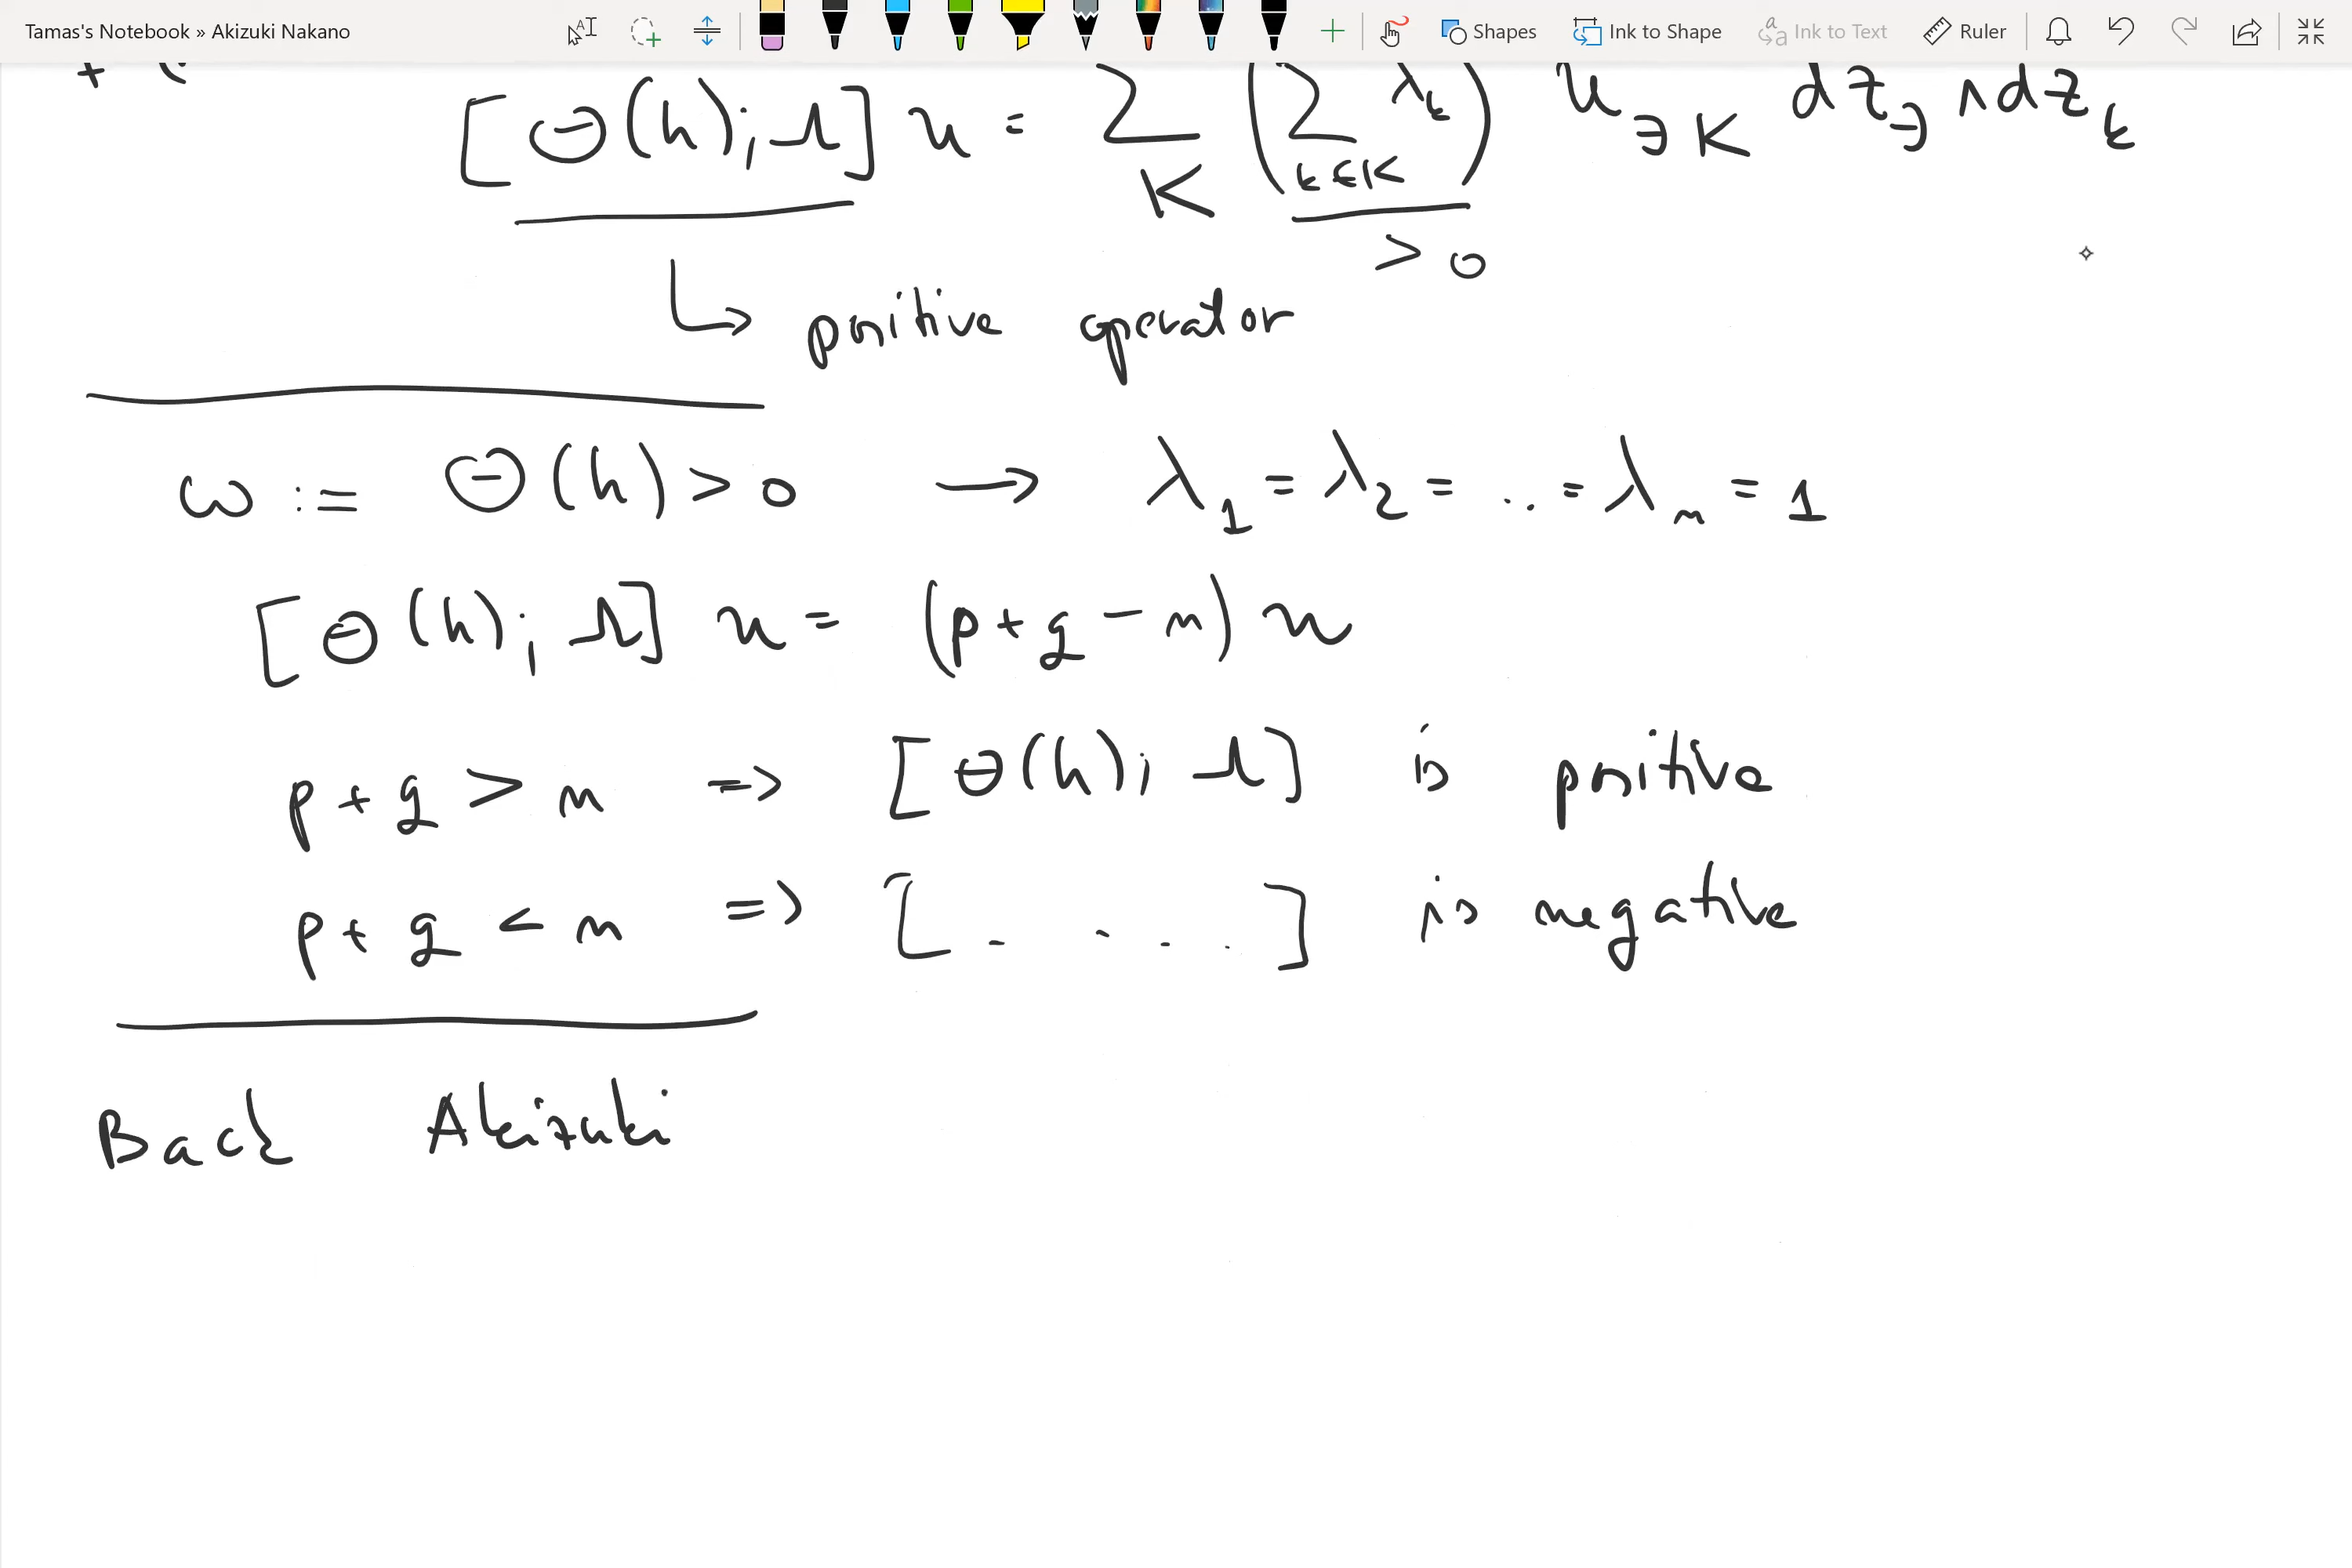 Tamas's Notebook » Akizuki Nakano Shapes Ink to Shape Ink to Text Ruler
[Θ(h); Λ] u = Σ_K (Σ_{k∈K} λ_k) u_{JK} dz_J ∧ dz_k
> 0
↳ positive operator
ω := Θ(h) > 0 → λ_1 = λ_2 = ... = λ_n = 1
[Θ(h); Λ] u = (p + q - n) u
p + q > n => [Θ(h); Λ] is positive
p + q < n => [- - - .] is negative
Back Akizuki